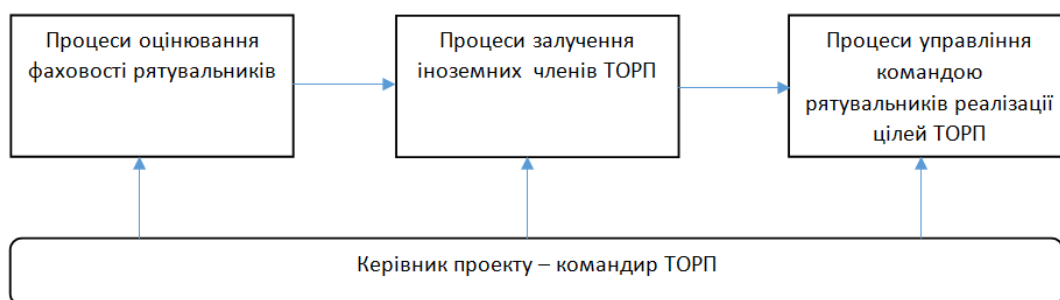 Процеси оцінювання
фаховості рятувальників
Процеси залучення
іноземних членів ТОРП
Процеси управління
командою
рятувальників реалізації
цілей ТОРП
Керівник проекту – командир ТОРП